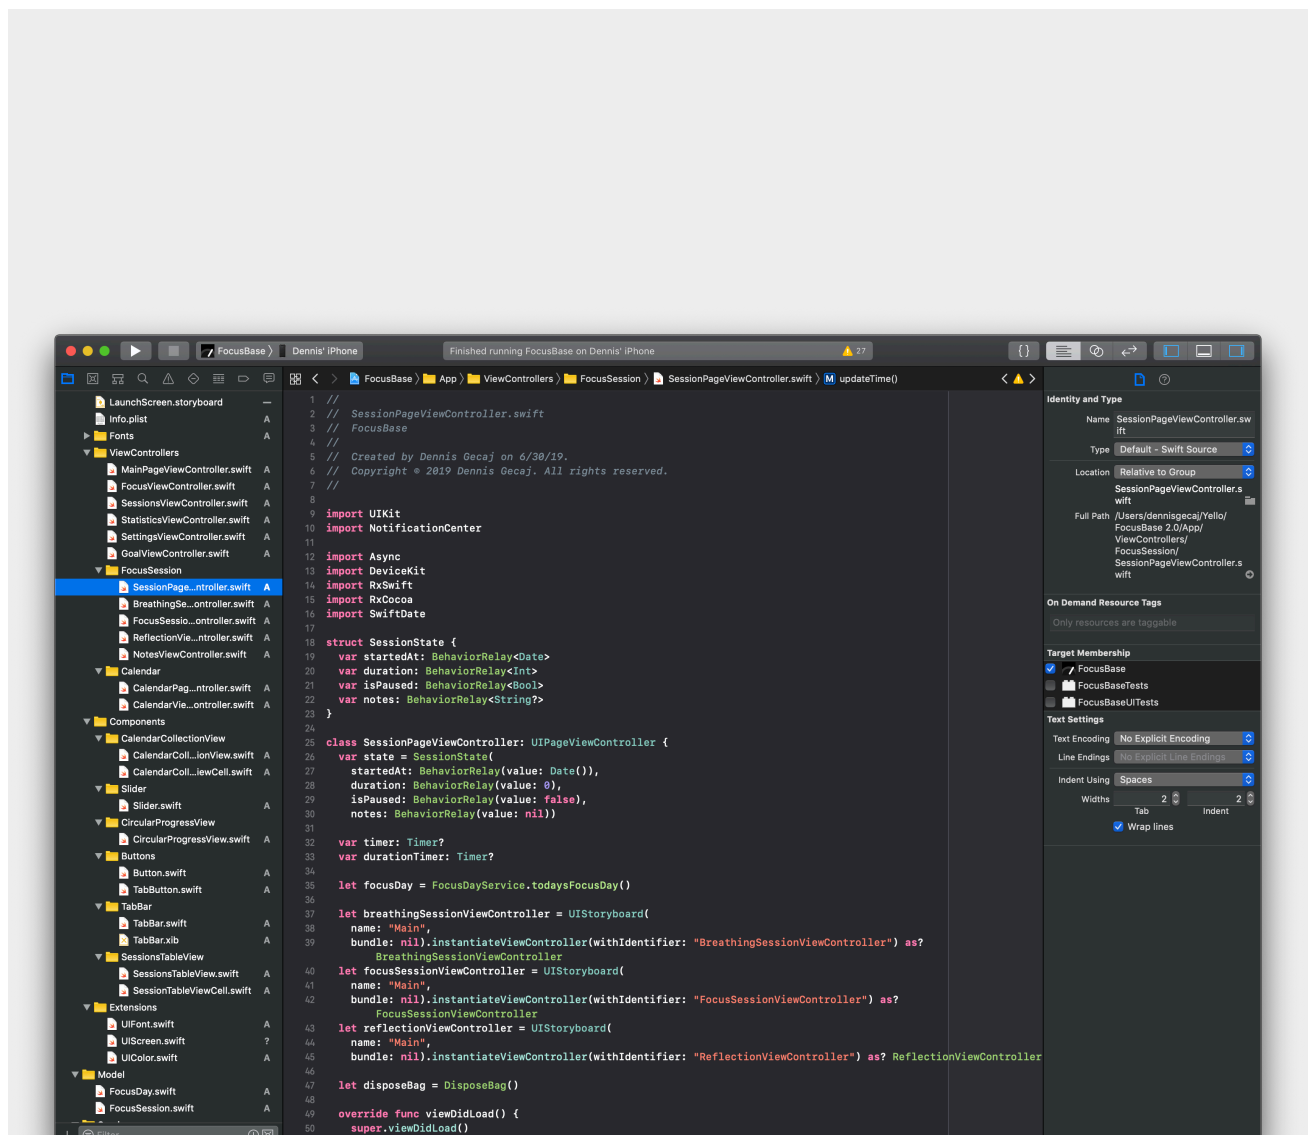 FocusBase 〉 Dennis' iPhone
Finished running FocusBase on Dennis' iPhone
27
{ }
LaunchScreen.storyboard —
Info.plist A
Fonts A
ViewControllers
MainPageViewController.swift A
FocusViewController.swift A
SessionsViewController.swift A
StatisticsViewController.swift A
SettingsViewController.swift A
GoalViewController.swift A
FocusSession
SessionPage...ntroller.swift A
BreathingSe...ontroller.swift A
FocusSessio...ontroller.swift A
ReflectionVie...ntroller.swift A
NotesViewController.swift A
Calendar
CalendarPag...ntroller.swift A
CalendarVie...ontroller.swift A
Components
CalendarCollectionView
CalendarColl...ionView.swift A
CalendarColl...iewCell.swift A
Slider
Slider.swift A
CircularProgressView
CircularProgressView.swift A
Buttons
Button.swift A
TabButton.swift A
TabBar
TabBar.swift A
TabBar.xib A
SessionsTableView
SessionsTableView.swift A
SessionTableViewCell.swift A
Extensions
UIFont.swift A
UIScreen.swift ?
UIColor.swift A
Model
FocusDay.swift A
FocusSession.swift A
Filter
FocusBase 〉 App 〉 ViewControllers 〉 FocusSession 〉 SessionPageViewController.swift 〉 M updateTime()
1 //
2 //  SessionPageViewController.swift
3 //  FocusBase
4 //
5 //  Created by Dennis Gecaj on 6/30/19.
6 //  Copyright © 2019 Dennis Gecaj. All rights reserved.
7 //
8
9 import UIKit
10 import NotificationCenter
11
12 import Async
13 import DeviceKit
14 import RxSwift
15 import RxCocoa
16 import SwiftDate
17
18 struct SessionState {
19   var startedAt: BehaviorRelay<Date>
20   var duration: BehaviorRelay<Int>
21   var isPaused: BehaviorRelay<Bool>
22   var notes: BehaviorRelay<String?>
23 }
24
25 class SessionPageViewController: UIPageViewController {
26   var state = SessionState(
27     startedAt: BehaviorRelay(value: Date()),
28     duration: BehaviorRelay(value: 0),
29     isPaused: BehaviorRelay(value: false),
30     notes: BehaviorRelay(value: nil))
31
32   var timer: Timer?
33   var durationTimer: Timer?
34
35   let focusDay = FocusDayService.todaysFocusDay()
36
37   let breathingSessionViewController = UIStoryboard(
38     name: "Main",
39     bundle: nil).instantiateViewController(withIdentifier: "BreathingSessionViewController") as?
BreathingSessionViewController
40   let focusSessionViewController = UIStoryboard(
41     name: "Main",
42     bundle: nil).instantiateViewController(withIdentifier: "FocusSessionViewController") as?
FocusSessionViewController
43   let reflectionViewController = UIStoryboard(
44     name: "Main",
45     bundle: nil).instantiateViewController(withIdentifier: "ReflectionViewController") as? ReflectionViewController
46
47   let disposeBag = DisposeBag()
48
49   override func viewDidLoad() {
50     super.viewDidLoad()
Identity and Type
Name SessionPageViewController.sw
ift
Type Default - Swift Source
Location Relative to Group
SessionPageViewController.s
wift
Full Path /Users/dennisgecaj/Yello/
FocusBase 2.0/App/
ViewControllers/
FocusSession/
SessionPageViewController.s
wift
On Demand Resource Tags
Only resources are taggable
Target Membership
FocusBase
FocusBaseTests
FocusBaseUITests
Text Settings
Text Encoding No Explicit Encoding
Line Endings No Explicit Line Endings
Indent Using Spaces
Widths 2 2
Tab Indent
Wrap lines